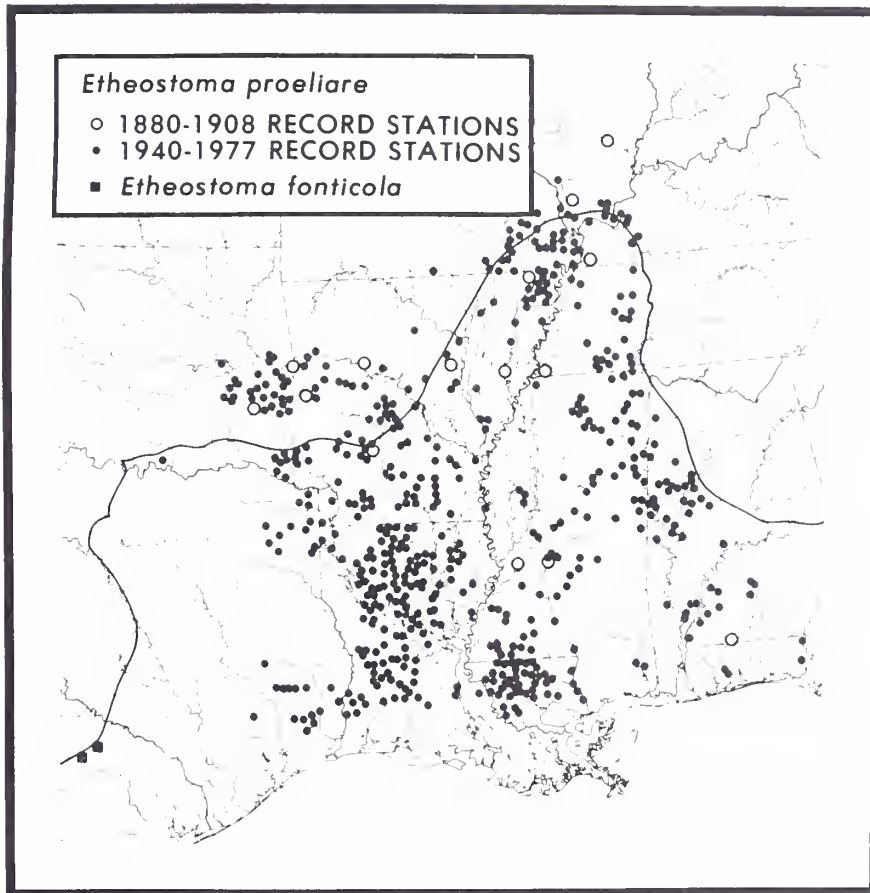 Etheostoma proeliare
○ 1880-1908 RECORD STATIONS
• 1940-1977 RECORD STATIONS
■ Etheostoma fonticola